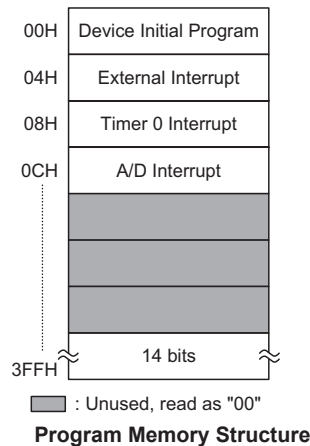 00H Device Initial Program
04H External Interrupt
08H Timer 0 Interrupt
0CH A/D Interrupt
14 bits
3FFH
: Unused, read as "00"
Program Memory Structure